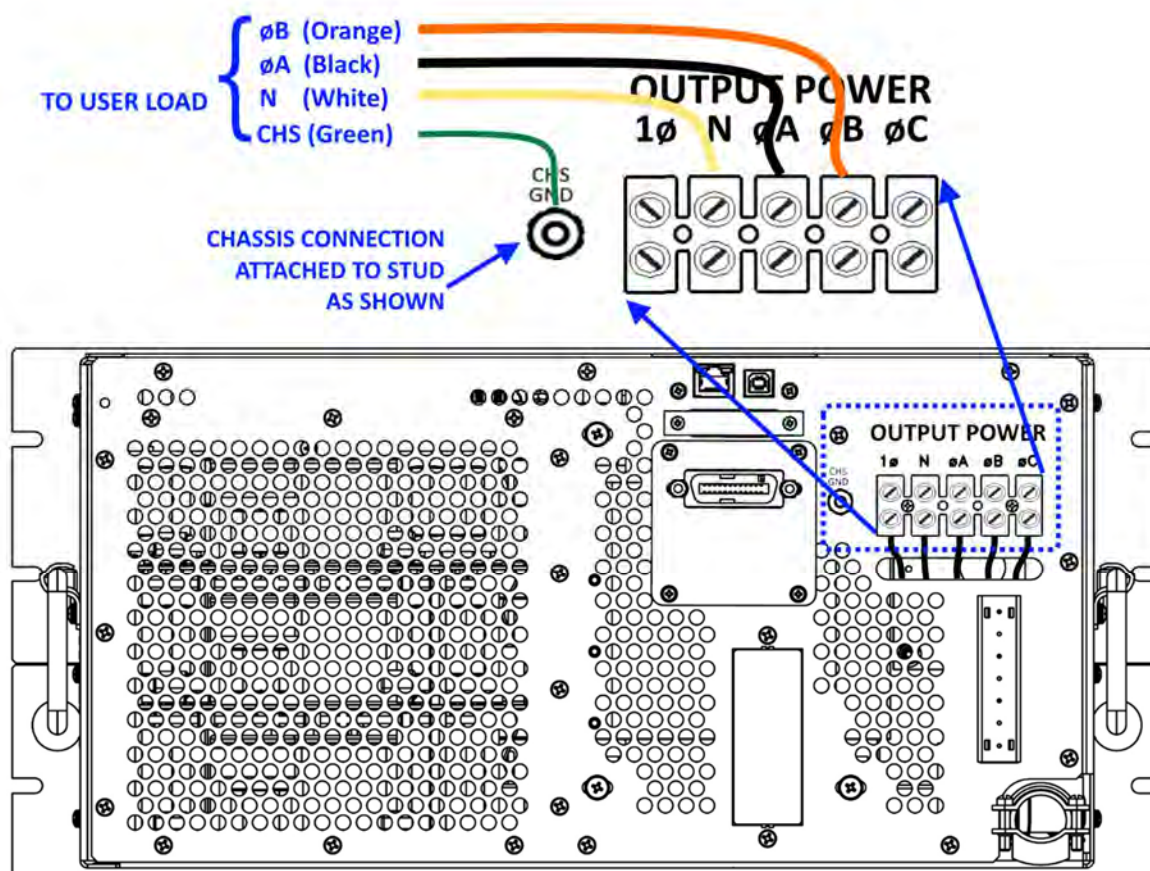 øB (Orange)
øA (Black)
N (White)
CHS (Green)
TO USER LOAD
OUTPUT POWER
1ø N øA øB øC
CHS
GND
CHASSIS CONNECTION
ATTACHED TO STUD
AS SHOWN
OUTPUT POWER
1ø N øA øB øC
CHS
GND